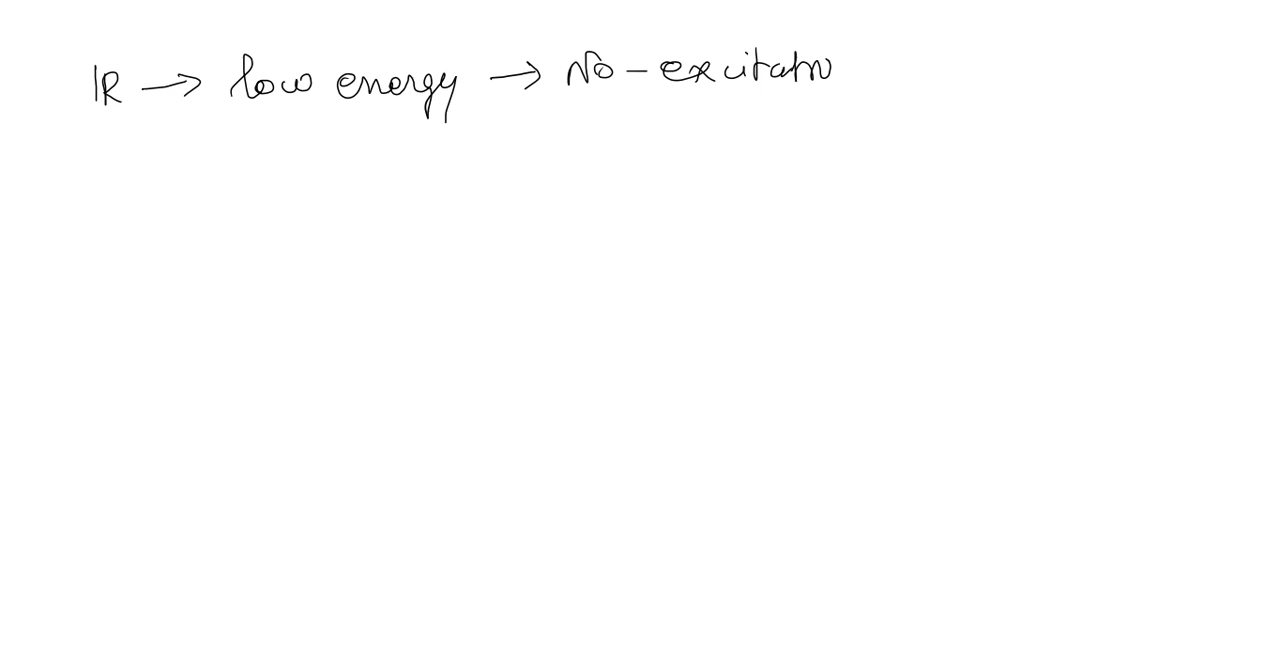 IR → low energy → No - excitatn